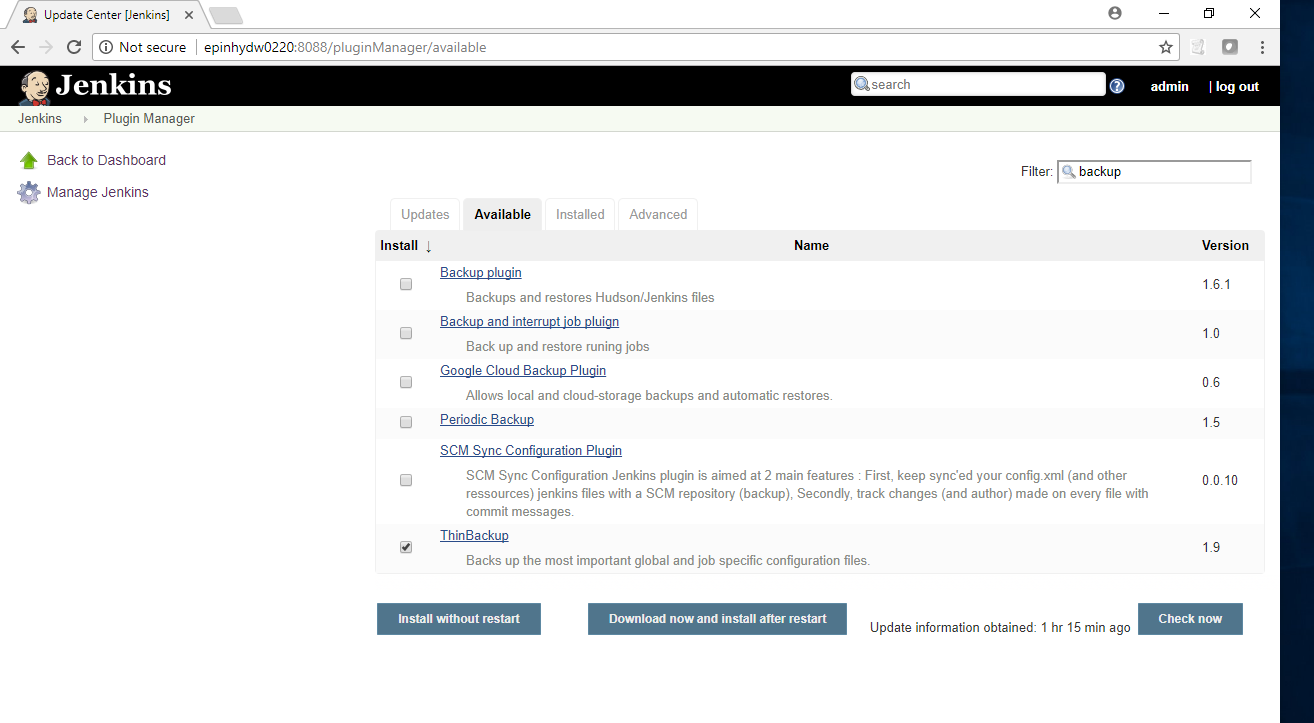 Update Center [Jenkins]
Not secure | epinhydw0220:8088/pluginManager/available
Jenkins
search
admin
| log out
Jenkins
Plugin Manager
Back to Dashboard
Manage Jenkins
Filter:
backup
Updates
Available
Installed
Advanced
Install ↓
Name
Version
Backup plugin
Backups and restores Hudson/Jenkins files
1.6.1
Backup and interrupt job pluign
Back up and restore runing jobs
1.0
Google Cloud Backup Plugin
Allows local and cloud-storage backups and automatic restores.
0.6
Periodic Backup
1.5
SCM Sync Configuration Plugin
SCM Sync Configuration Jenkins plugin is aimed at 2 main features : First, keep sync'ed your config.xml (and other
ressources) jenkins files with a SCM repository (backup), Secondly, track changes (and author) made on every file with
commit messages.
0.0.10
ThinBackup
Backs up the most important global and job specific configuration files.
1.9
Install without restart
Download now and install after restart
Update information obtained: 1 hr 15 min ago
Check now